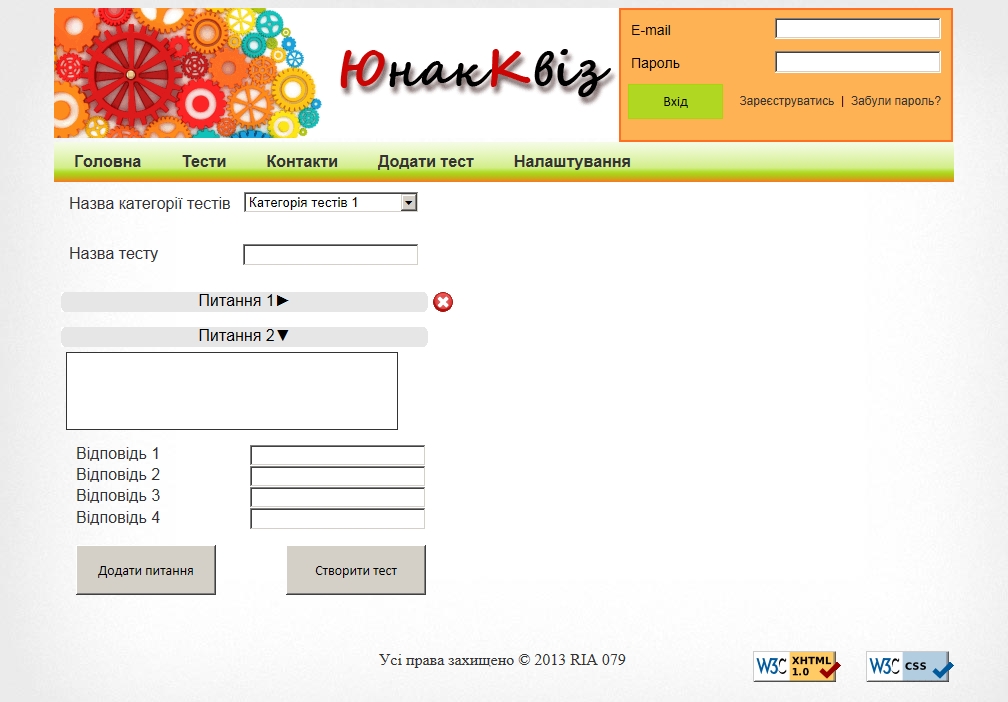 ЮнакКвіз
E-mail
Пароль
Вхід
Зареєструватись | Забули пароль?
Головна Тести Контакти Додати тест Налаштування
Назва категорії тестів Категорія тестів 1
Назва тесту
Питання 1►
Питання 2▼
Відповідь 1
Відповідь 2
Відповідь 3
Відповідь 4
Додати питання Створити тест
Усі права захищено © 2013 RIA 079
W3C XHTML 1.0
W3C css